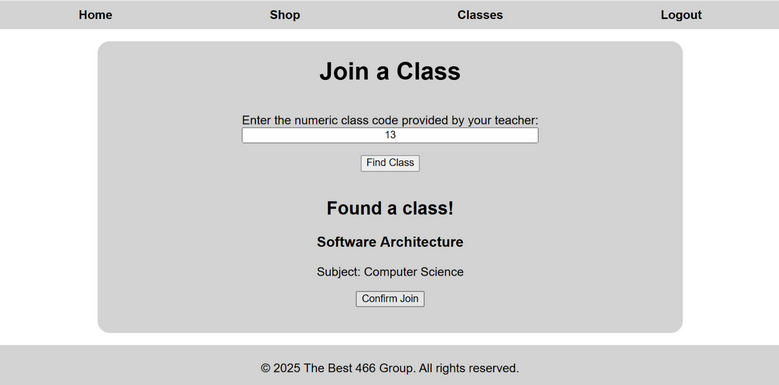 Home Shop Classes Logout
Join a Class
Enter the numeric class code provided by your teacher:
13
Find Class
Found a class!
Software Architecture
Subject: Computer Science
Confirm Join
© 2025 The Best 466 Group. All rights reserved.